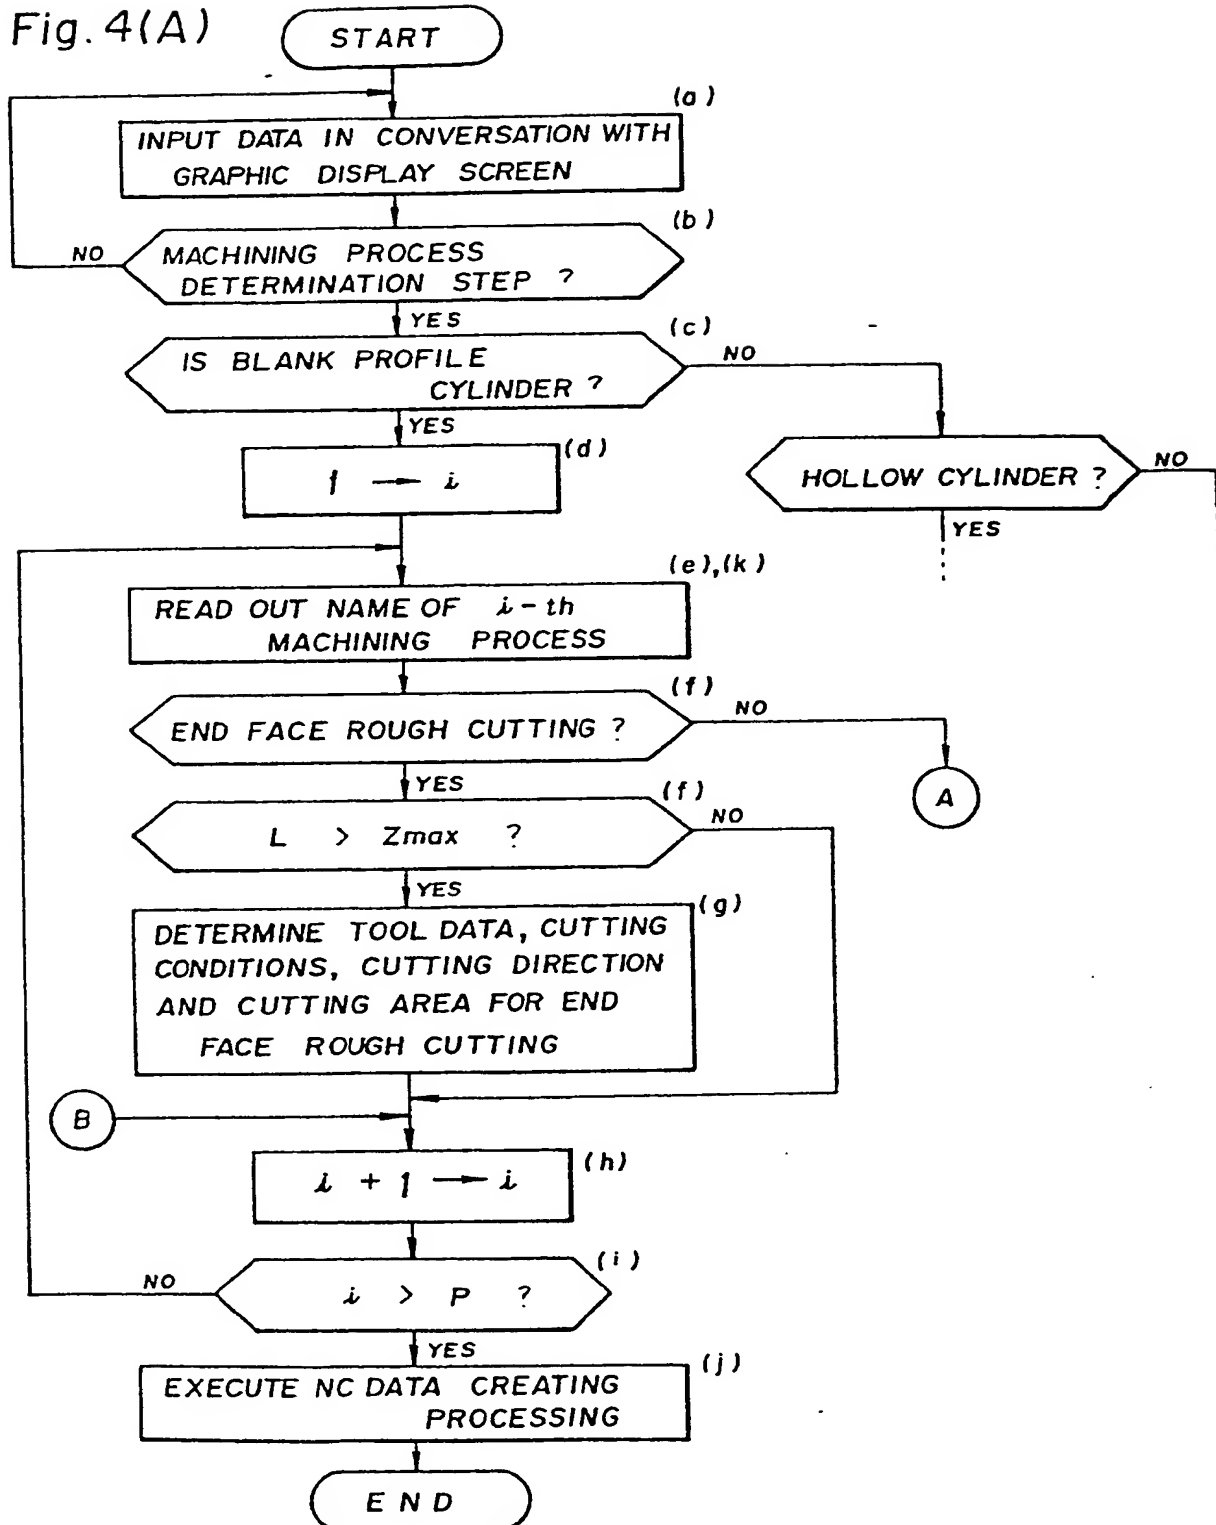 Fig. 4(A)
START
(a)
INPUT DATA IN CONVERSATION WITH
GRAPHIC DISPLAY SCREEN
(b)
NO
MACHINING PROCESS
DETERMINATION STEP ?
YES
(c)
IS BLANK PROFILE
CYLINDER ?
NO
YES
(d)
1 → i
HOLLOW CYLINDER ?
NO
YES
(e),(k)
READ OUT NAME OF i-th
MACHINING PROCESS
(f)
END FACE ROUGH CUTTING ?
NO
YES
A
(f)
L > Zmax ?
NO
YES
(g)
DETERMINE TOOL DATA, CUTTING
CONDITIONS, CUTTING DIRECTION
AND CUTTING AREA FOR END
FACE ROUGH CUTTING
B
(h)
i + 1 → i
(i)
NO
i > P ?
YES
(j)
EXECUTE NC DATA CREATING
PROCESSING
END